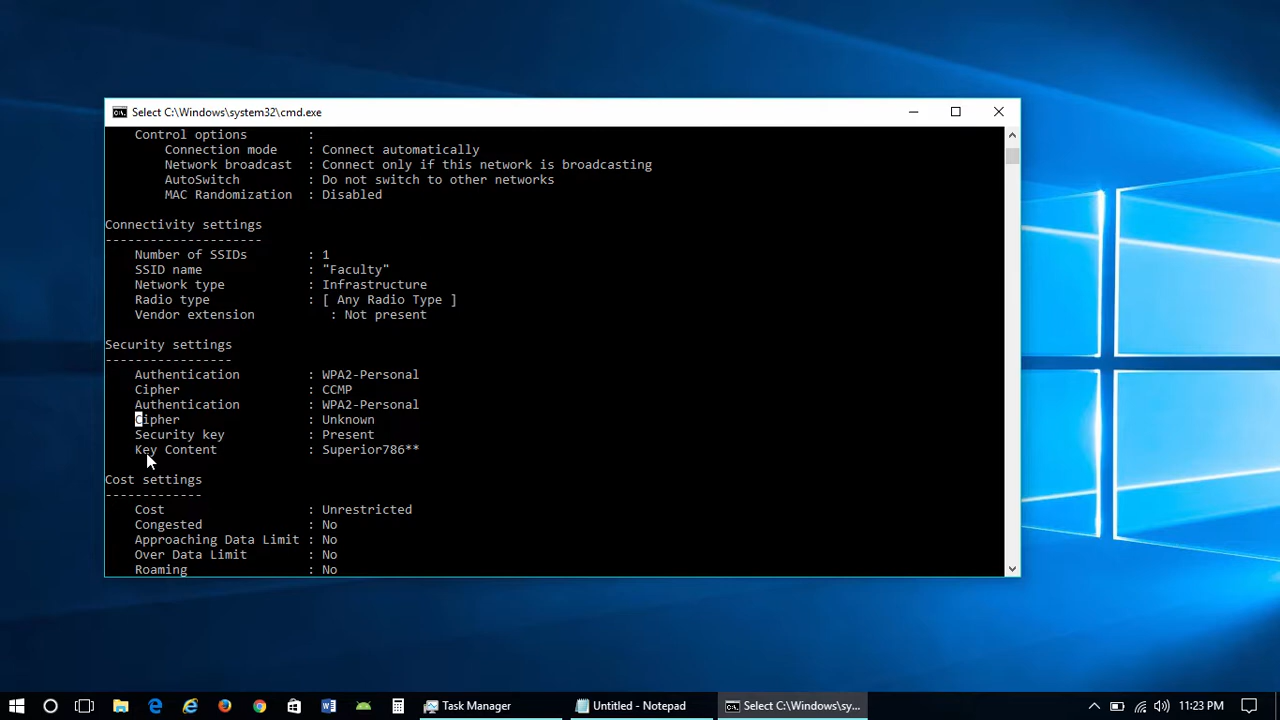 Select C:\Windows\system32\cmd.exe
Control options :
Connection mode : Connect automatically
Network broadcast : Connect only if this network is broadcasting
AutoSwitch : Do not switch to other networks
MAC Randomization : Disabled
Connectivity settings
---------------------
Number of SSIDs : 1
SSID name : "Faculty"
Network type : Infrastructure
Radio type : [ Any Radio Type ]
Vendor extension : Not present
Security settings
-----------------
Authentication : WPA2-Personal
Cipher : CCMP
Authentication : WPA2-Personal
Cipher : Unknown
Security key : Present
Key Content : Superior786**
Cost settings
-------------
Cost : Unrestricted
Congested : No
Approaching Data Limit : No
Over Data Limit : No
Roaming : No
Task Manager
Untitled - Notepad
Select C:\Windows\sy...
11:23 PM